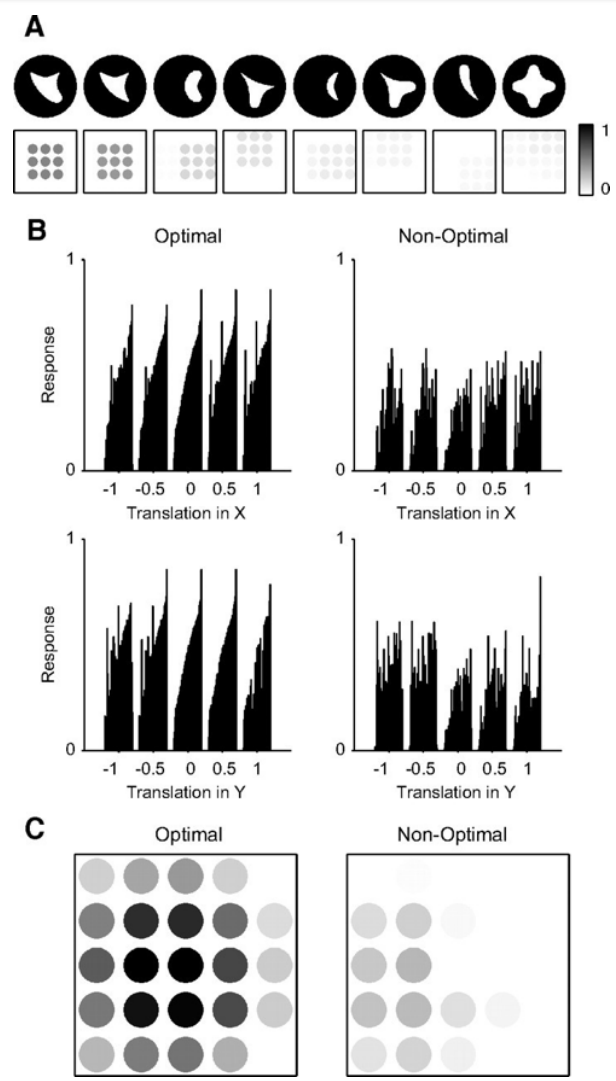 A
1
0
B
Optimal Non-Optimal
1 1
Response
0 0
-1 -0.5 0 0.5 1 -1 -0.5 0 0.5 1
Translation in X Translation in X
1 1
Response
0 0
-1 -0.5 0 0.5 1 -1 -0.5 0 0.5 1
Translation in Y Translation in Y
C
Optimal Non-Optimal